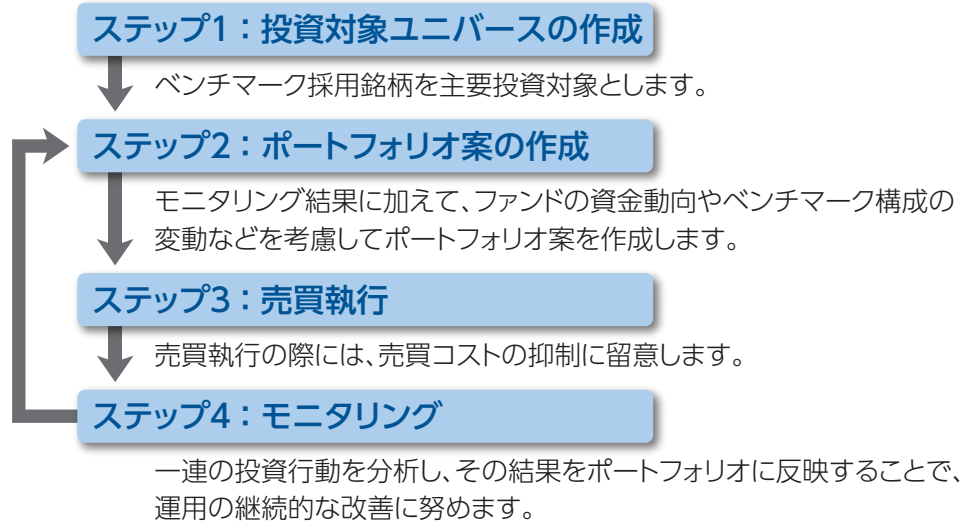 ステップ1：投資対象ユニバースの作成
ベンチマーク採用銘柄を主要投資対象とします。
ステップ2：ポートフォリオ案の作成
モニタリング結果に加えて、ファンドの資金動向やベンチマーク構成の
変動などを考慮してポートフォリオ案を作成します。
ステップ3：売買執行
売買執行の際には、売買コストの抑制に留意します。
ステップ4：モニタリング
一連の投資行動を分析し、その結果をポートフォリオに反映することで、
運用の継続的な改善に努めます。